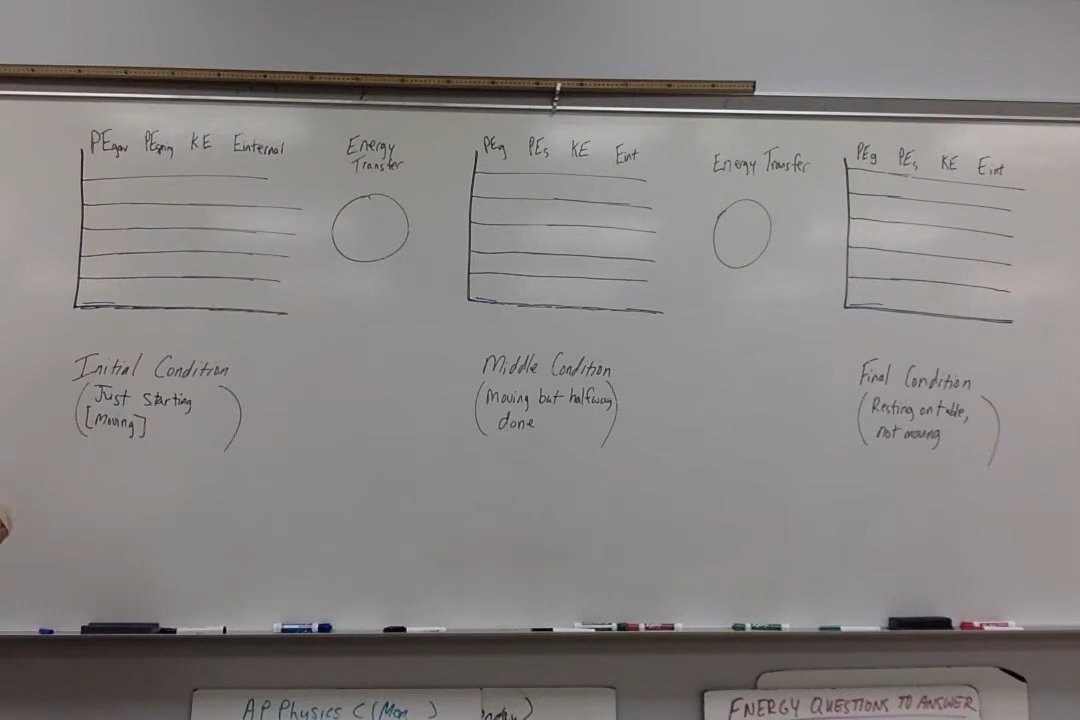 PEgrav PEspring KE Einternal
Energy
Transfer
PEg PEs KE Eint
Energy Transfer
PEg PEs KE Eint
Initial Condition
(Just starting
[Moving])
Middle Condition
(Moving but halfway
done)
Final Condition
(Resting on table,
not moving)
AP Physics C (Mon
ENERGY QUESTIONS TO ANSWER